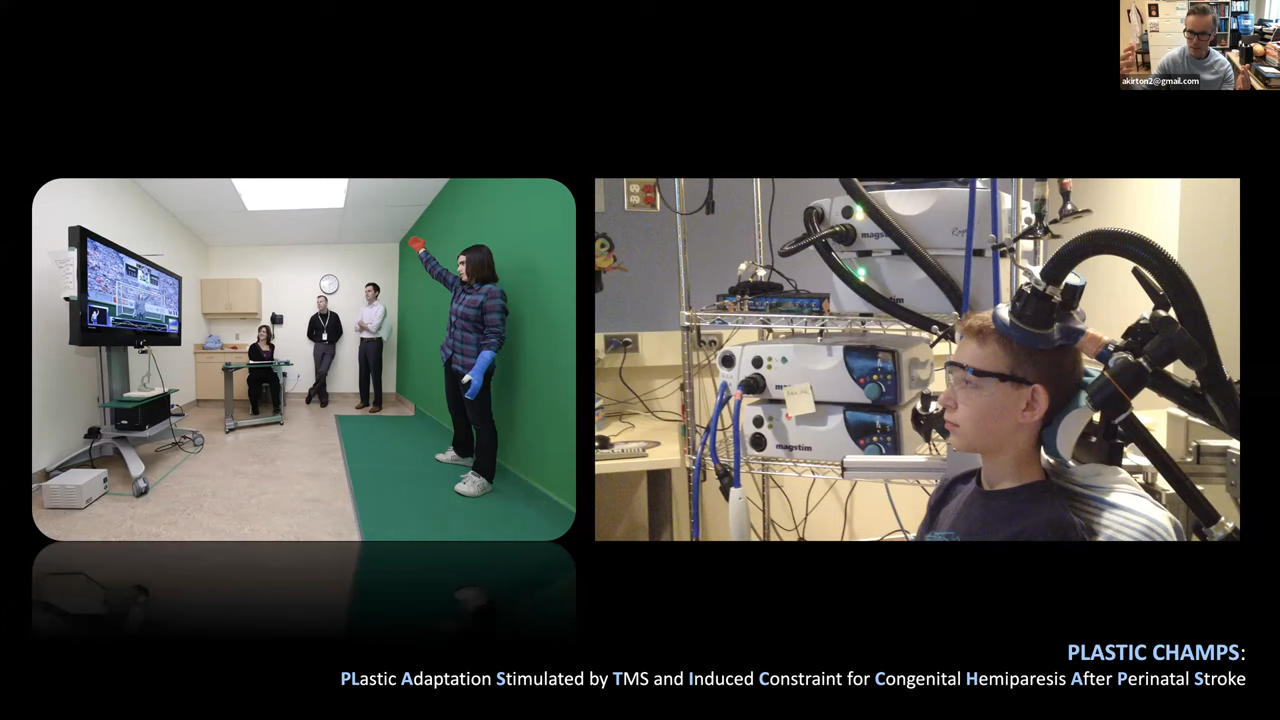 akirton2@gmail.com
magstim
magstim
magstim
PLASTIC CHAMPS:
PLastic Adaptation Stimulated by TMS and Induced Constraint for Congenital Hemiparesis After Perinatal Stroke